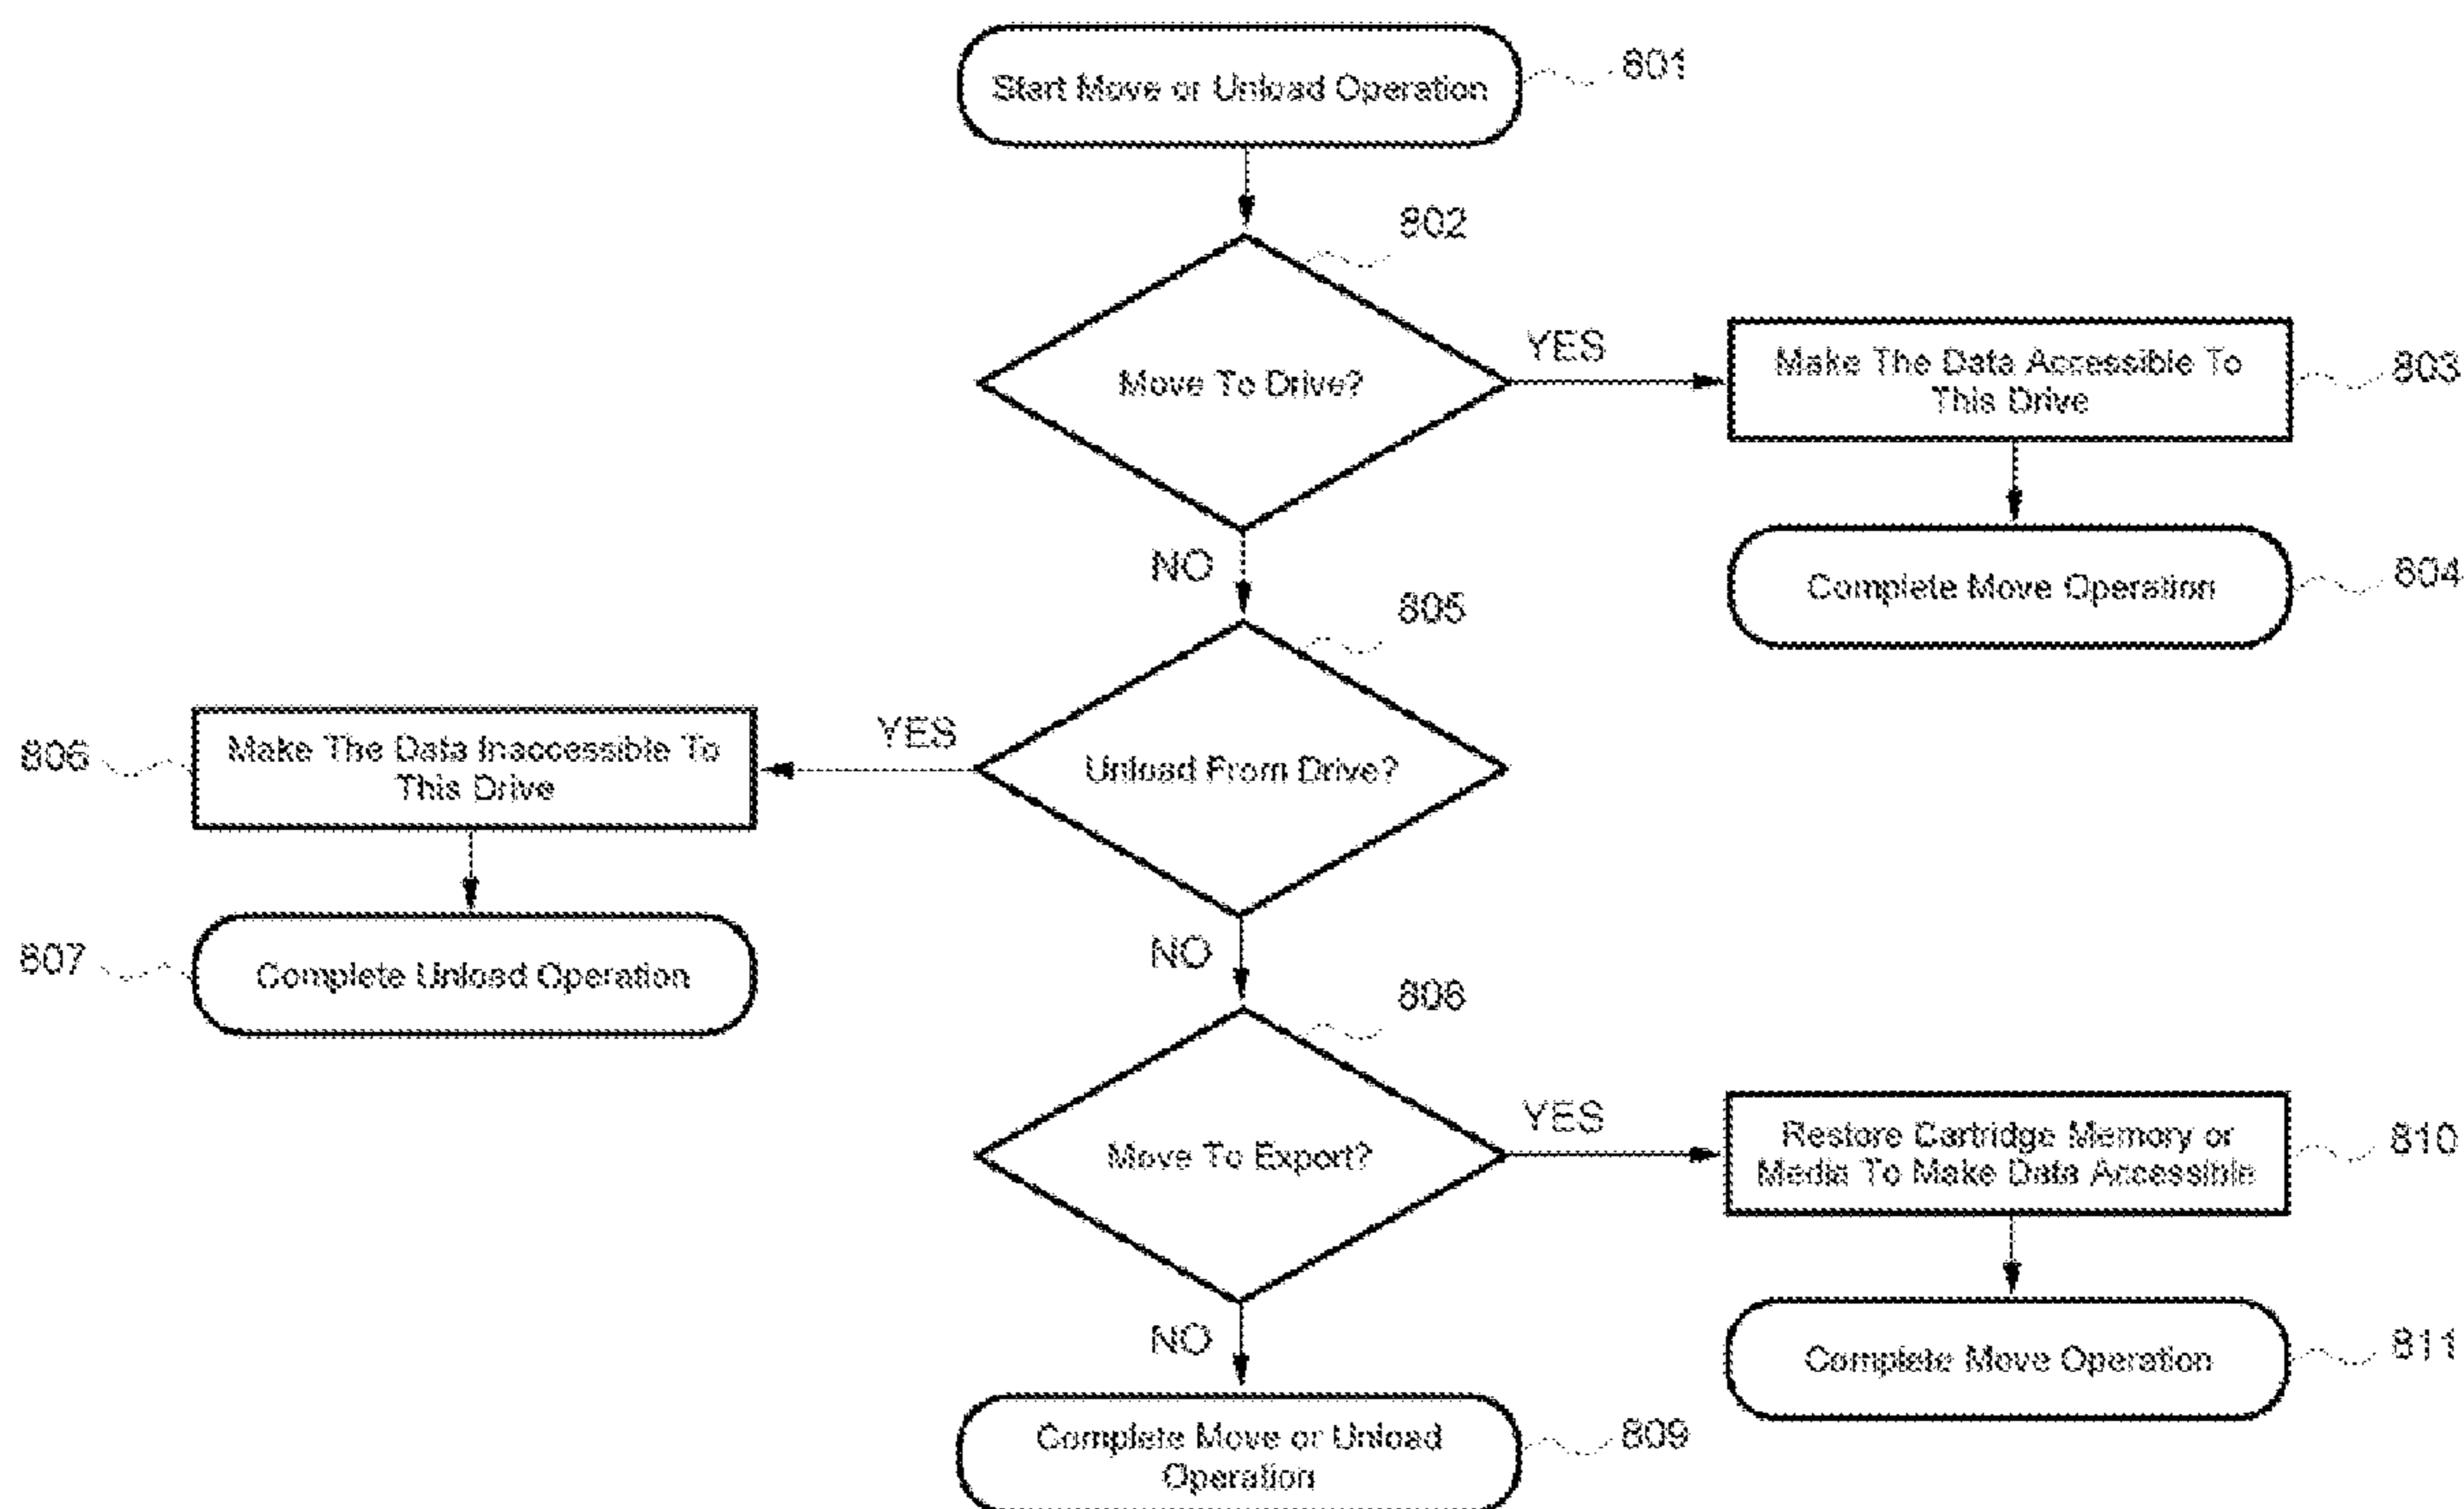 Start Move or Unload Operation
801
802
Move To Drive?
YES
Make The Data Accessible To
This Drive
803
NO
Complete Move Operation
804
805
Unload From Drive?
YES
Make The Data Inaccessible To
This Drive
806
NO
Complete Unload Operation
807
808
Move To Export?
YES
Restore Cartridge Memory or
Media To Make Data Accessible
810
NO
Complete Move Operation
811
Complete Move or Unload
Operation
809